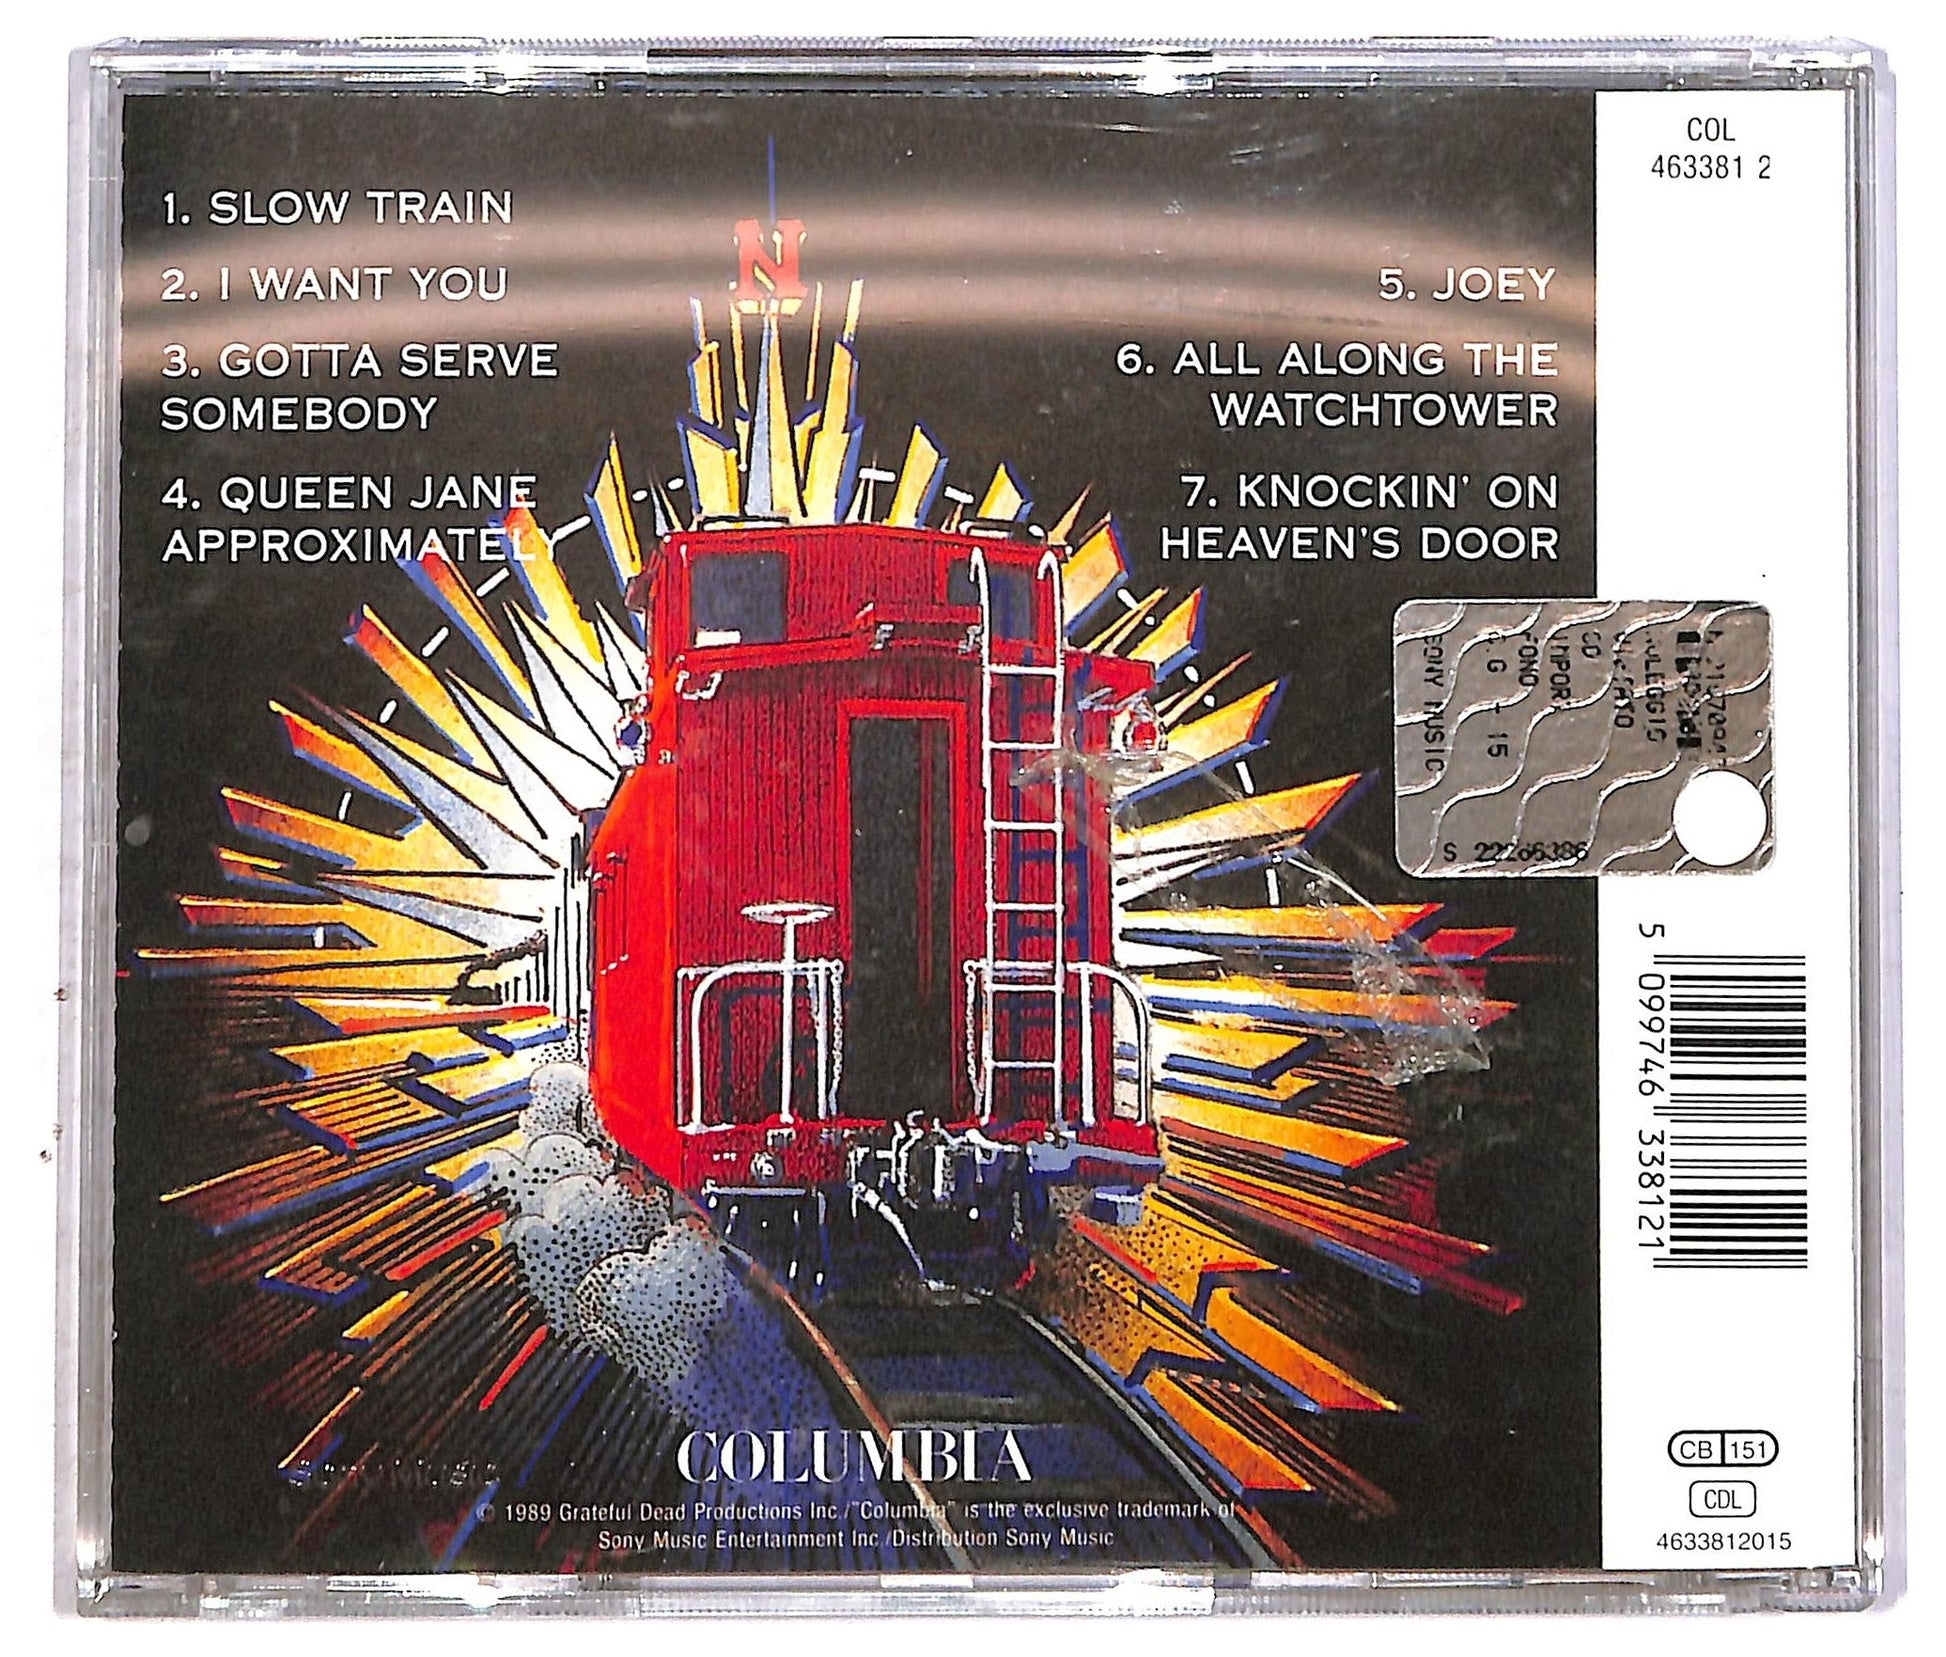 1. SLOW TRAIN
2. I WANT YOU
3. GOTTA SERVE
SOMEBODY
4. QUEEN JANE
APPROXIMATELY
5. JOEY
6. ALL ALONG THE
WATCHTOWER
7. KNOCKIN' ON
HEAVEN'S DOOR
N
COL
463381 2
SONY MUSIC
S 22266386
5 099746 338121
CB 151
CDL
4633812015
COLUMBIA
© 1989 Grateful Dead Productions Inc./"Columbia" is the exclusive trademark of
Sony Music Entertainment Inc./Distribution Sony Music